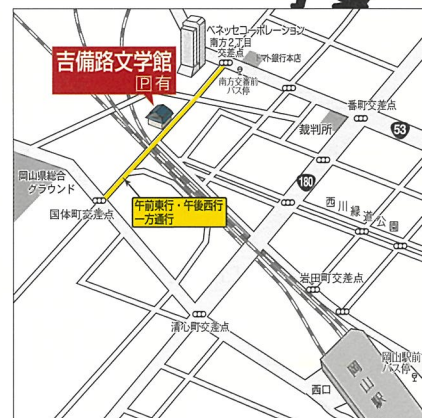 ベネッセコーポレーション
南方2丁目
交差点
トマト銀行本店
吉備路文学館
P有
南方交番前
バス停
番町交差点
裁判所
53
岡山県総合
グラウンド
180
西川緑道公園
国体町交差点
午前東行・午後西行
一方通行
岩田町交差点
清心町交差点
岡山駅前
バス停
岡山駅
西口